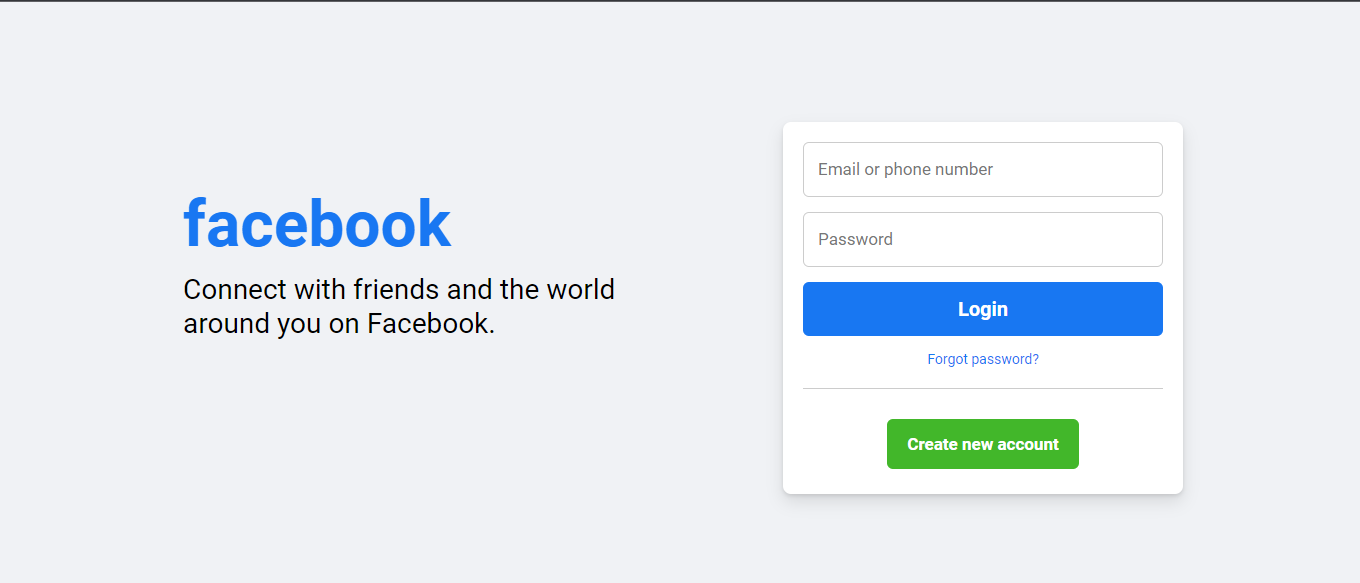 facebook
Connect with friends and the world
around you on Facebook.
Email or phone number
Password
Login
Forgot password?
Create new account